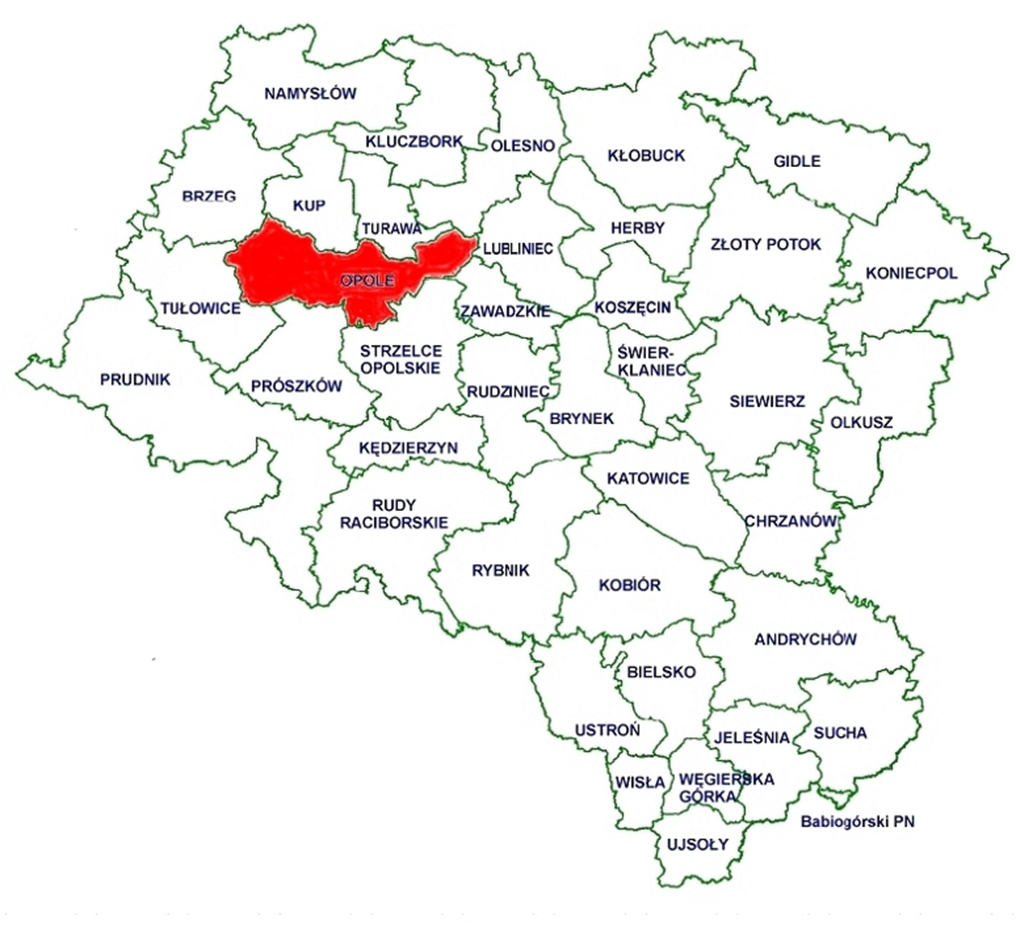 NAMYSŁÓW
KLUCZBORK
OLESNO
KŁOBUCK
GIDLE
BRZEG
KUP
TURAWA
HERBY
LUBLINIEC
ZŁOTY POTOK
KONIECPOL
OPOLE
TUŁOWICE
ZAWADZKIE
KOSZĘCIN
STRZELCE
OPOLSKIE
ŚWIER-
KLANIEC
PRUDNIK
PRÓSZKÓW
RUDZINIEC
BRYNEK
SIEWIERZ
OLKUSZ
KĘDZIERZYN
KATOWICE
RUDY
RACIBORSKIE
CHRZANÓW
RYBNIK
KOBIÓR
ANDRYCHÓW
BIELSKO
USTROŃ
JELEŚNIA
SUCHA
WISŁA
WĘGIERSKA
GÓRKA
Babiogórski PN
UJSOŁY